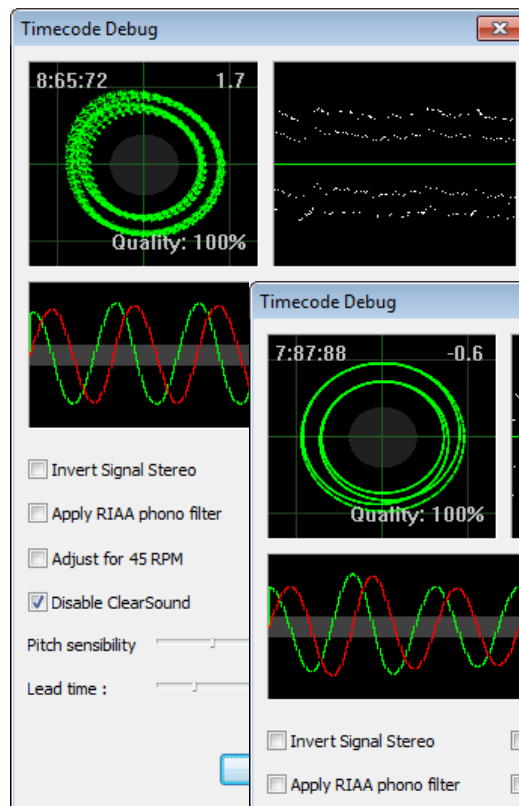 Timecode Debug
8:65:72 1.7
Quality: 100%
Invert Signal Stereo
Apply RIAA phono filter
Adjust for 45 RPM
Disable ClearSound
Pitch sensibility
Lead time :
Timecode Debug
7:87:88 -0.6
Quality: 100%
Invert Signal Stereo
Apply RIAA phono filter